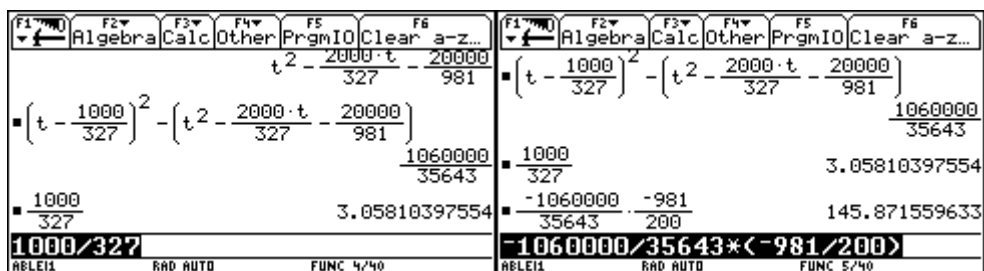 F1 F2 F3 F4 F5 F6
Algebra Calc Other PrgmIO Clear a-z…
t² - 2000·t/327 - 20000/981
▪(t - 1000/327)² - (t² - 2000·t/327 - 20000/981)
1060000/35643
▪1000/327 3.05810397554
1000/327
ABLEI1 RAD AUTO FUNC 4/40
F1 F2 F3 F4 F5 F6
Algebra Calc Other PrgmIO Clear a-z…
▪(t - 1000/327)² - (t² - 2000·t/327 - 20000/981)
1060000/35643
▪1000/327 3.05810397554
▪-1060000/35643 · -981/200 145.871559633
-1060000/35643*(-981/200)
ABLEI1 RAD AUTO FUNC 5/40